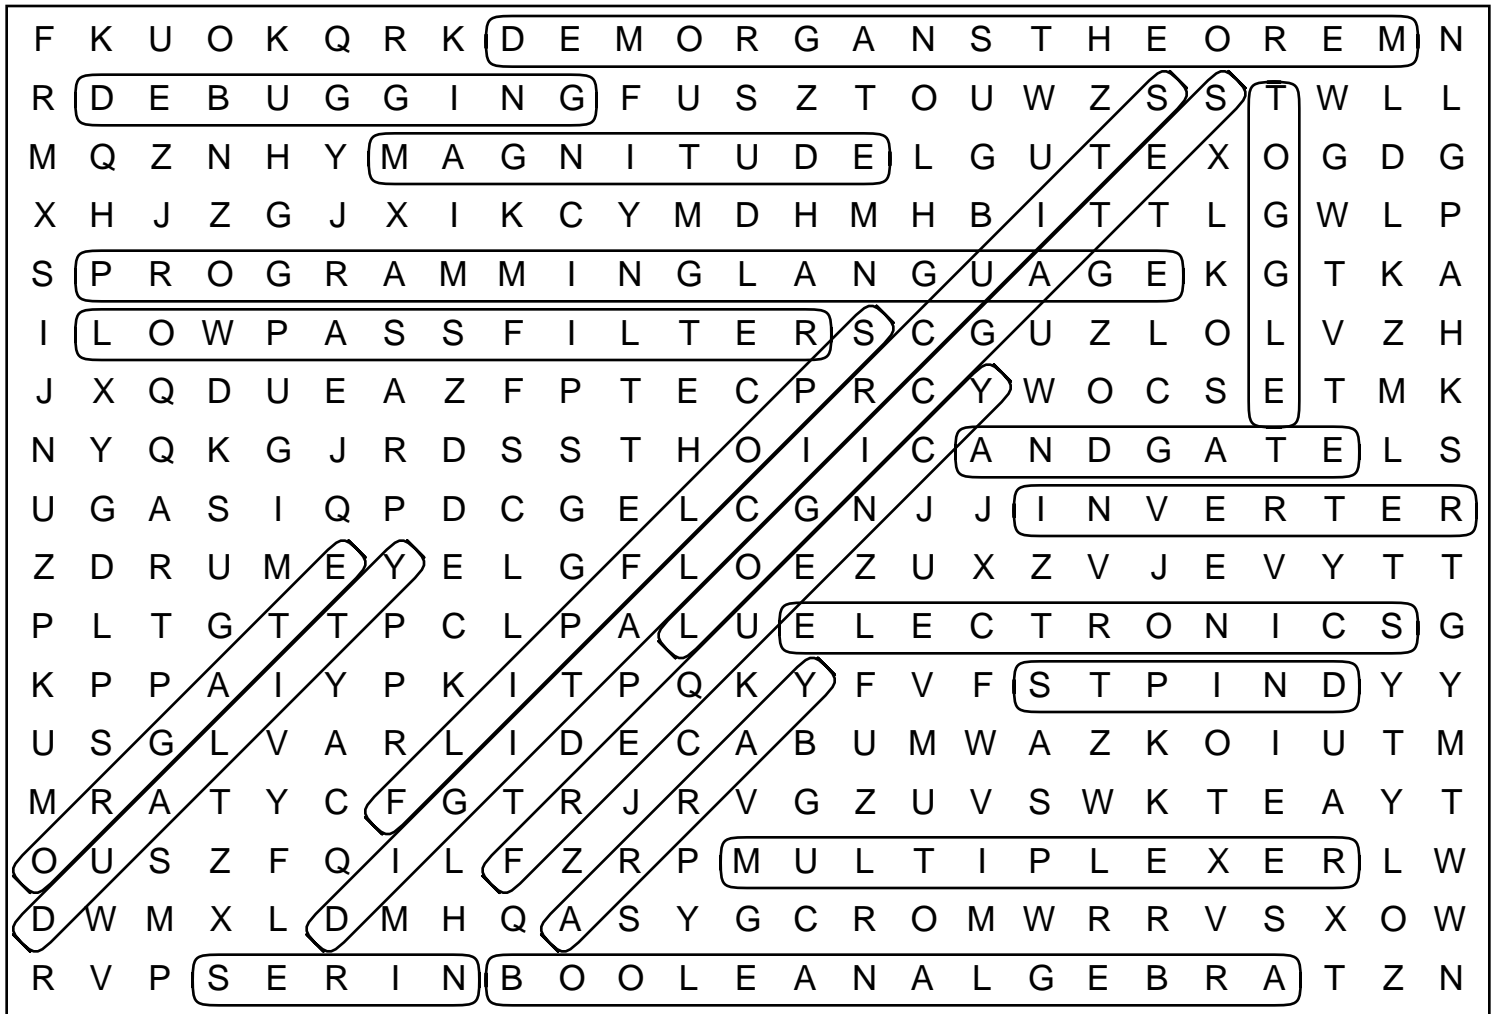 F K U O K Q R K D E M O R G A N S T H E O R E M N
R D E B U G G I N G F U S Z T O U W Z S S T W L L
M Q Z N H Y M A G N I T U D E L G U T E X O G D G
X H J Z G J X I K C Y M D H M H B I T T L G W L P
S P R O G R A M M I N G L A N G U A G E K G T K A
I L O W P A S S F I L T E R S C G U Z L O L V Z H
J X Q D U E A Z F P T E C P R C Y W O C S E T M K
N Y Q K G J R D S S T H O I I C A N D G A T E L S
U G A S I Q P D C G E L C G N J J I N V E R T E R
Z D R U M E Y E L G F L O E Z U X Z V J E V Y T T
P L T G T T P C L P A L U E L E C T R O N I C S G
K P P A I Y P K I T P Q K Y F V F S T P I N D Y Y
U S G L V A R L I D E C A B U M W A Z K O I U T M
M R A T Y C F G T R J R V G Z U V S W K T E A Y T
O U S Z F Q I L F Z R P M U L T I P L E X E R L W
D W M X L D M H Q A S Y G C R O M W R R V S X O W
R V P S E R I N B O O L E A N A L G E B R A T Z N